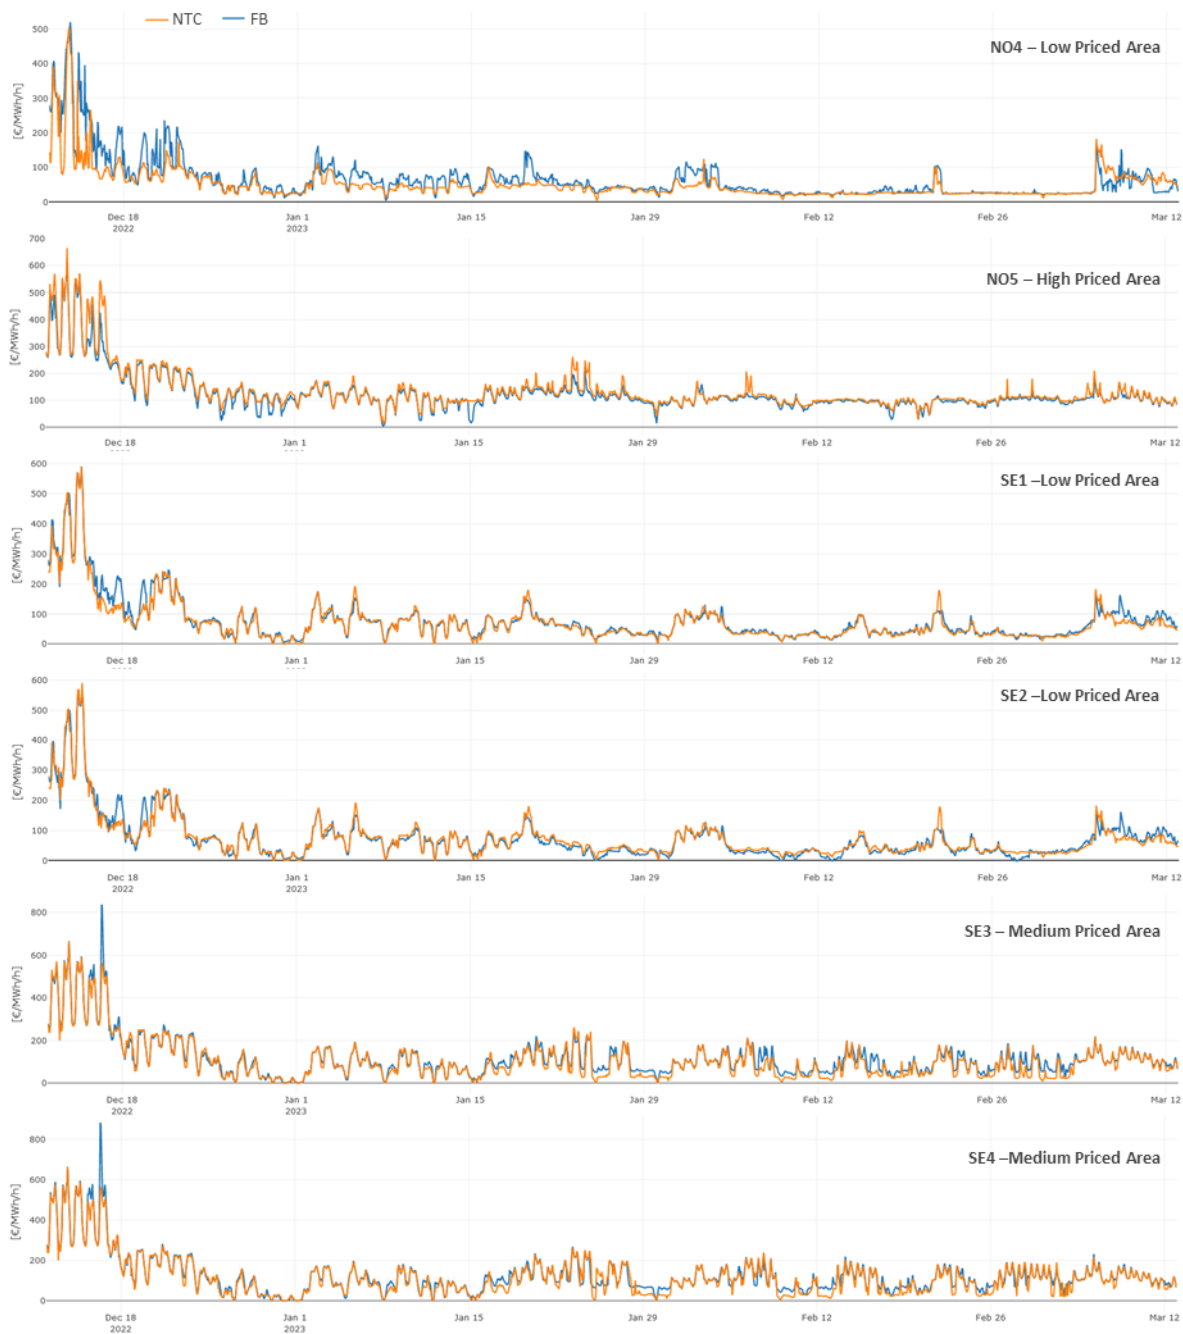 NTC FB
NO4 – Low Priced Area
[€/MWh/h]
500
400
300
200
100
0
Dec 18 Jan 1 Jan 15 Jan 29 Feb 12 Feb 26 Mar 12
2022 2023
NO5 – High Priced Area
[€/MWh/h]
700
600
500
400
300
200
100
0
Dec 18 Jan 1 Jan 15 Jan 29 Feb 12 Feb 26 Mar 12
SE1 –Low Priced Area
[€/MWh/h]
600
500
400
300
200
100
0
Dec 18 Jan 1 Jan 15 Jan 29 Feb 12 Feb 26 Mar 12
SE2 –Low Priced Area
[€/MWh/h]
600
500
400
300
200
100
0
Dec 18 Jan 1 Jan 15 Jan 29 Feb 12 Feb 26 Mar 12
2022 2023
SE3 – Medium Priced Area
[€/MWh/h]
800
600
400
200
0
Dec 18 Jan 1 Jan 15 Jan 29 Feb 12 Feb 26 Mar 12
2022 2023
SE4 –Medium Priced Area
[€/MWh/h]
800
600
400
200
0
Dec 18 Jan 1 Jan 15 Jan 29 Feb 12 Feb 26 Mar 12
2022 2023